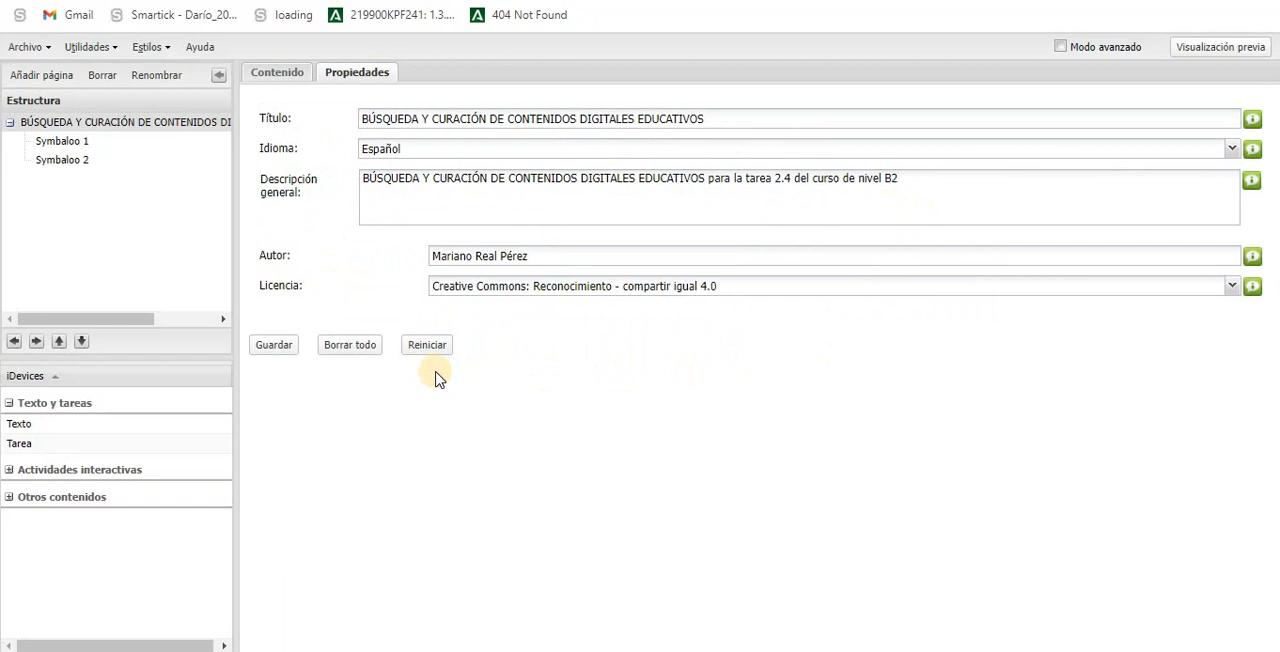 Gmail Smartick - Darío_20... loading 219900KPF241: 1.3.... 404 Not Found
Archivo Utilidades Estilos Ayuda Modo avanzado Visualización previa
Añadir página Borrar Renombrar Contenido Propiedades
Estructura
BÚSQUEDA Y CURACIÓN DE CONTENIDOS DI
Symbaloo 1
Symbaloo 2
Título: BÚSQUEDA Y CURACIÓN DE CONTENIDOS DIGITALES EDUCATIVOS
Idioma: Español
Descripción general: BÚSQUEDA Y CURACIÓN DE CONTENIDOS DIGITALES EDUCATIVOS para la tarea 2.4 del curso de nivel B2
Autor: Mariano Real Pérez
Licencia: Creative Commons: Reconocimiento - compartir igual 4.0
Guardar Borrar todo Reiniciar
iDevices
Texto y tareas
Texto
Tarea
Actividades interactivas
Otros contenidos